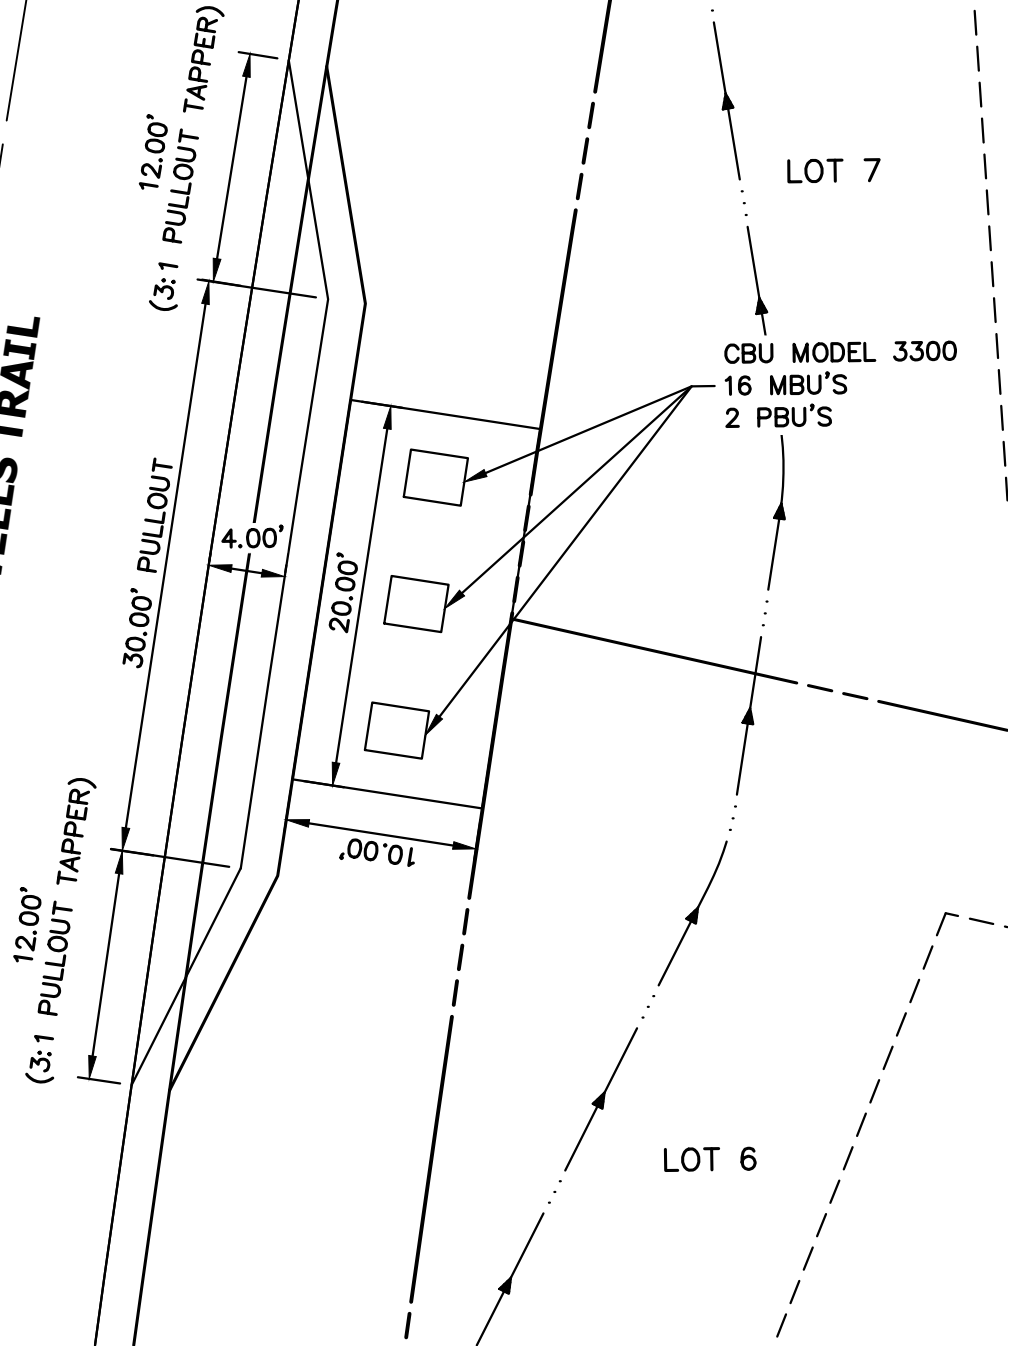 12.00'
(3:1 PULLOUT TAPPER)
LOT 7
CBU MODEL 3300
16 MBU'S
2 PBU'S
TRAIL
30.00' PULLOUT
4.00'
20.00'
10.00'
12.00'
(3:1 PULLOUT TAPPER)
LOT 6